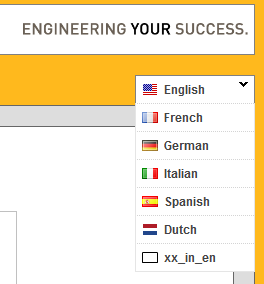 ENGINEERING YOUR SUCCESS.
English
French
German
Italian
Spanish
Dutch
xx_in_en